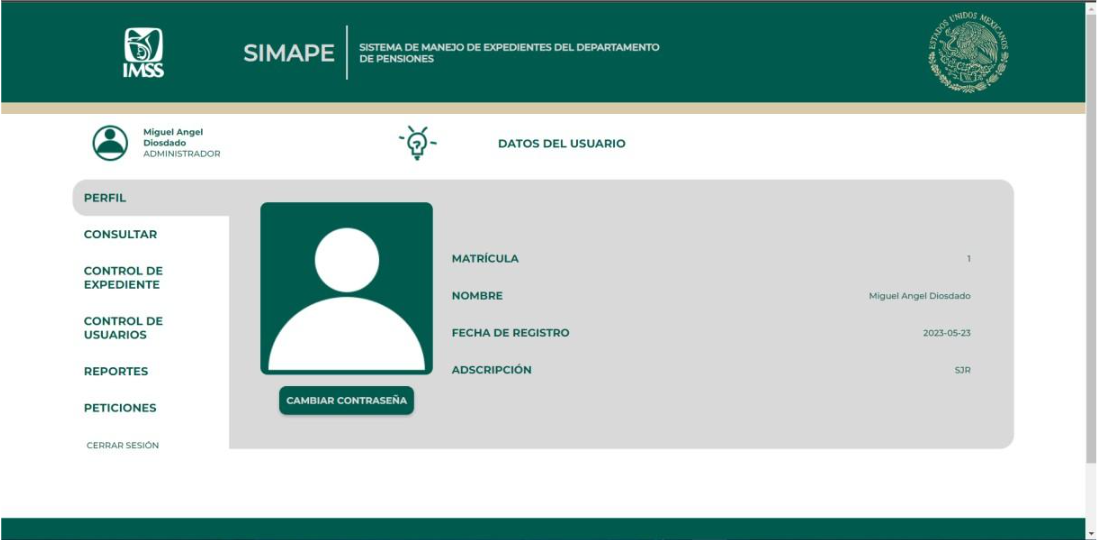 IMSS
SIMAPE
SISTEMA DE MANEJO DE EXPEDIENTES DEL DEPARTAMENTO
DE PENSIONES
ESTADOS UNIDOS MEXICANOS
Miguel Angel
Diosdado
ADMINISTRADOR
DATOS DEL USUARIO
PERFIL
CONSULTAR
CONTROL DE
EXPEDIENTE
CONTROL DE
USUARIOS
REPORTES
PETICIONES
CERRAR SESIÓN
CAMBIAR CONTRASEÑA
MATRÍCULA 1
NOMBRE Miguel Angel Diosdado
FECHA DE REGISTRO 2023-05-23
ADSCRIPCIÓN SJR